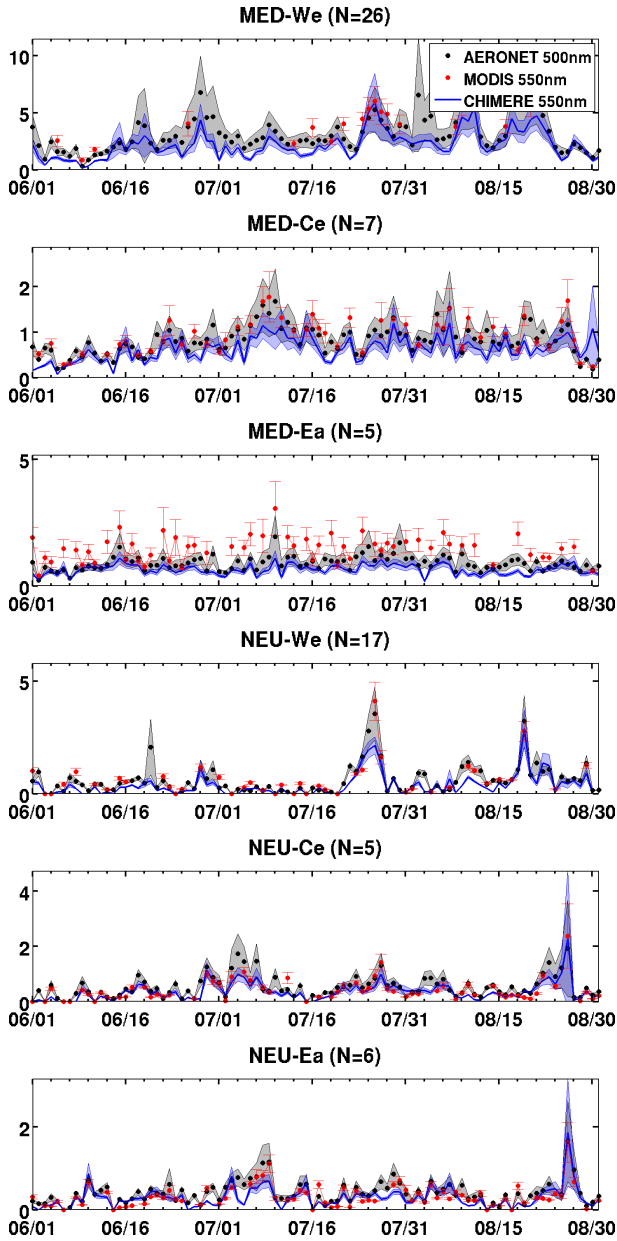 MED-We (N=26)
10
5
0
AERONET 500nm
MODIS 550nm
CHIMERE 550nm
06/01 06/16 07/01 07/16 07/31 08/15 08/30
MED-Ce (N=7)
2
1
0
06/01 06/16 07/01 07/16 07/31 08/15 08/30
MED-Ea (N=5)
5
0
06/01 06/16 07/01 07/16 07/31 08/15 08/30
NEU-We (N=17)
5
0
06/01 06/16 07/01 07/16 07/31 08/15 08/30
NEU-Ce (N=5)
4
2
0
06/01 06/16 07/01 07/16 07/31 08/15 08/30
NEU-Ea (N=6)
2
0
06/01 06/16 07/01 07/16 07/31 08/15 08/30